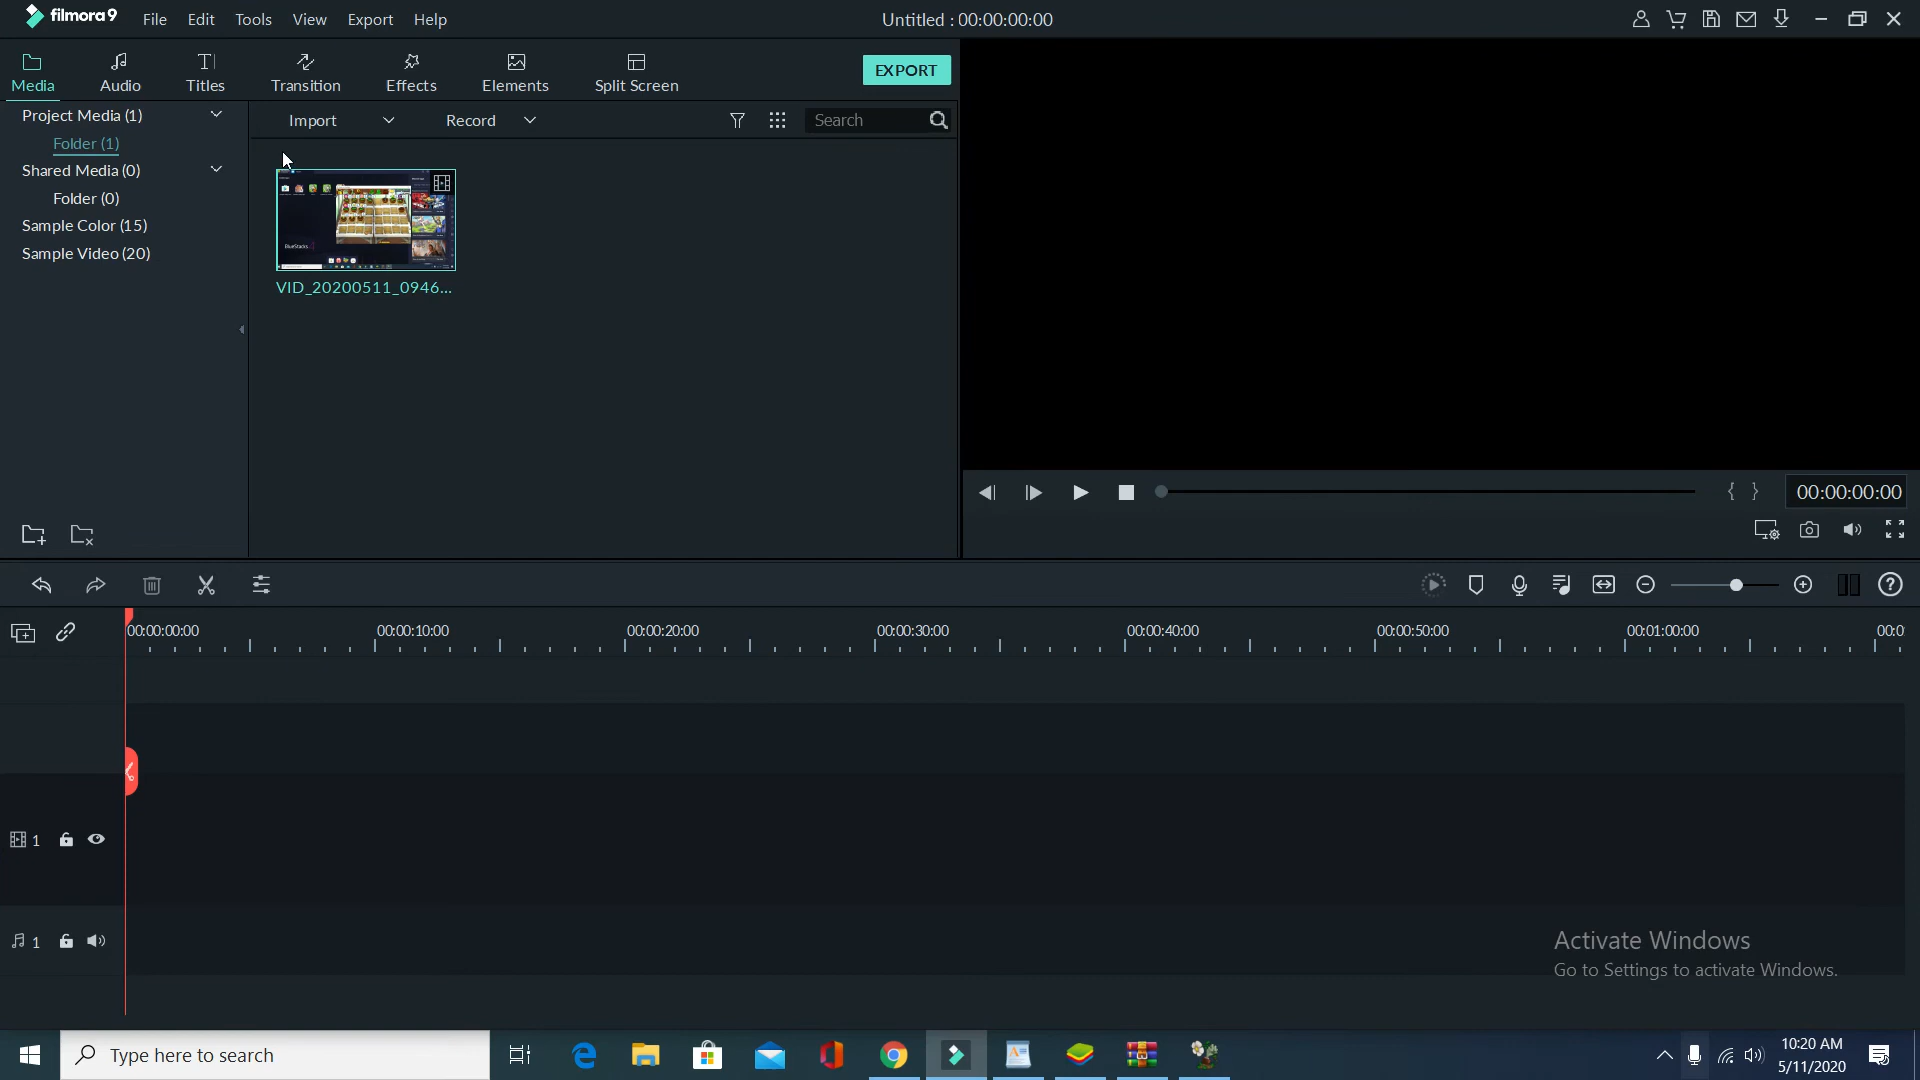 filmora9 File Edit Tools View Export Help Untitled : 00:00:00:00
Media Audio Titles Transition Effects Elements Split Screen EXPORT
Project Media (1) Import Record Search
Folder (1)
Shared Media (0)
Folder (0)
Sample Color (15)
Sample Video (20)
BlueStacks
VID_20200511_0946...
00:00:00:00
00:00:00:00 00:00:10:00 00:00:20:00 00:00:30:00 00:00:40:00 00:00:50:00 00:01:00:00 00:0
1
1
Activate Windows
Go to Settings to activate Windows.
Type here to search
10:20 AM
5/11/2020